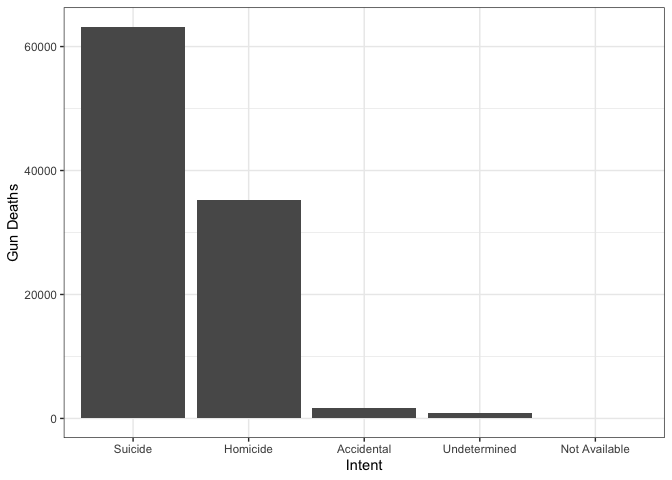 60000
40000
20000
0
Gun Deaths
Suicide Homicide Accidental Undetermined Not Available
Intent